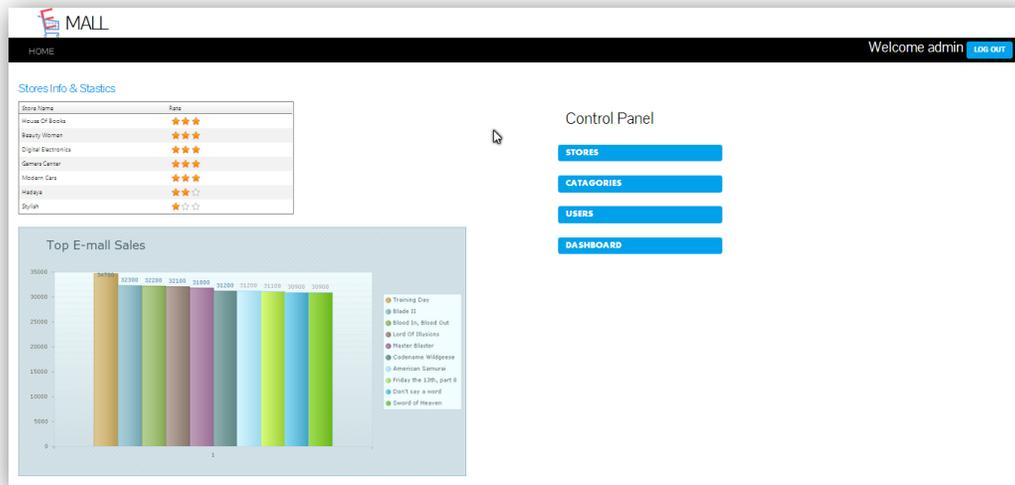 E MALL
HOME
Welcome admin LOG OUT
Stores Info & Stastics
Store Name Rate
House Of Books
Beauty Women
Digital Electronics
Gamers Center
Modern Cars
Hadaya
Stylish
Control Panel
STORES
CATAGORIES
USERS
DASHBOARD
Top E-mall Sales
35000
30000
25000
20000
15000
10000
5000
0
34700 32300 32200 32100 31800 31200 31200 31100 30900 30900
1
Training Day
Blade II
Blood In, Blood Out
Lord Of Illusions
Master Blaster
Codename Wildgeese
American Samurai
Friday the 13th, part 8
Don't say a word
Sword of Heaven